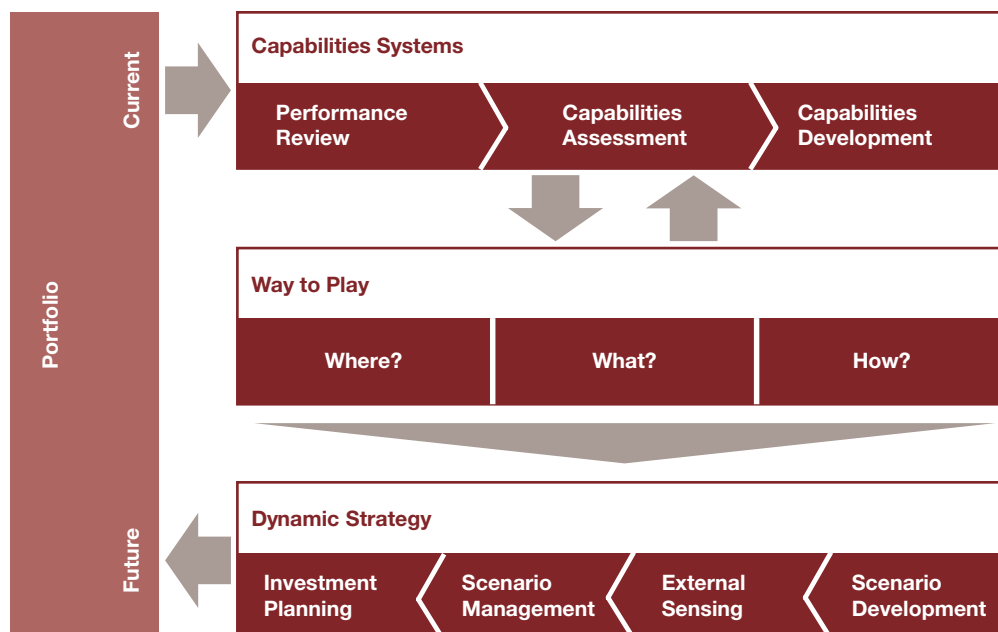 Portfolio
Current
Future
Capabilities Systems
Performance
Review
Capabilities
Assessment
Capabilities
Development
Way to Play
Where?
What?
How?
Dynamic Strategy
Investment
Planning
Scenario
Management
External
Sensing
Scenario
Development